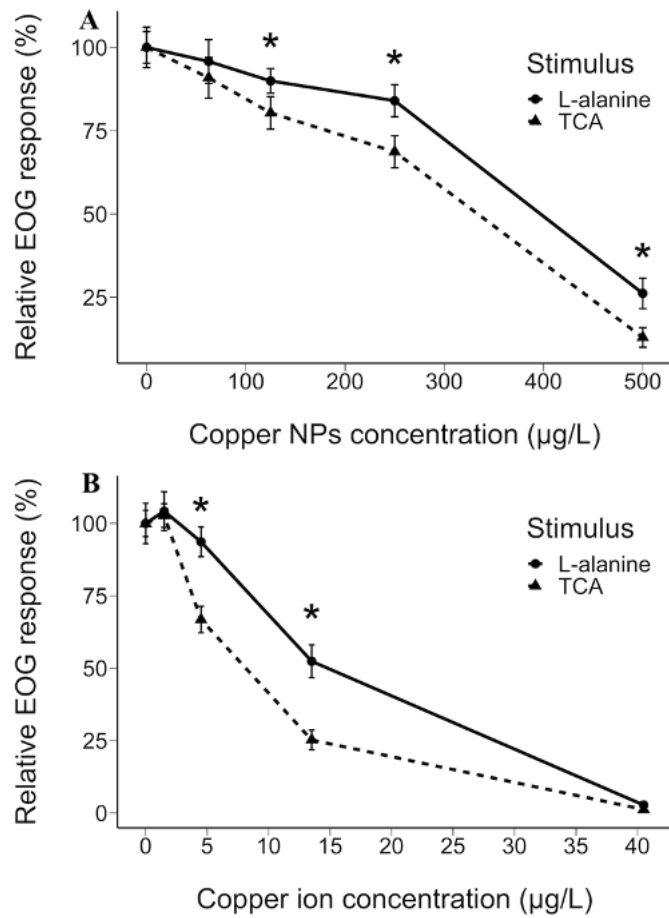 A
Relative EOG response (%)
100
75
50
25
* * *
Stimulus
L-alanine
TCA
0 100 200 300 400 500
Copper NPs concentration (µg/L)
B
Relative EOG response (%)
100
75
50
25
0
* *
Stimulus
L-alanine
TCA
0 5 10 15 20 25 30 35 40
Copper ion concentration (µg/L)